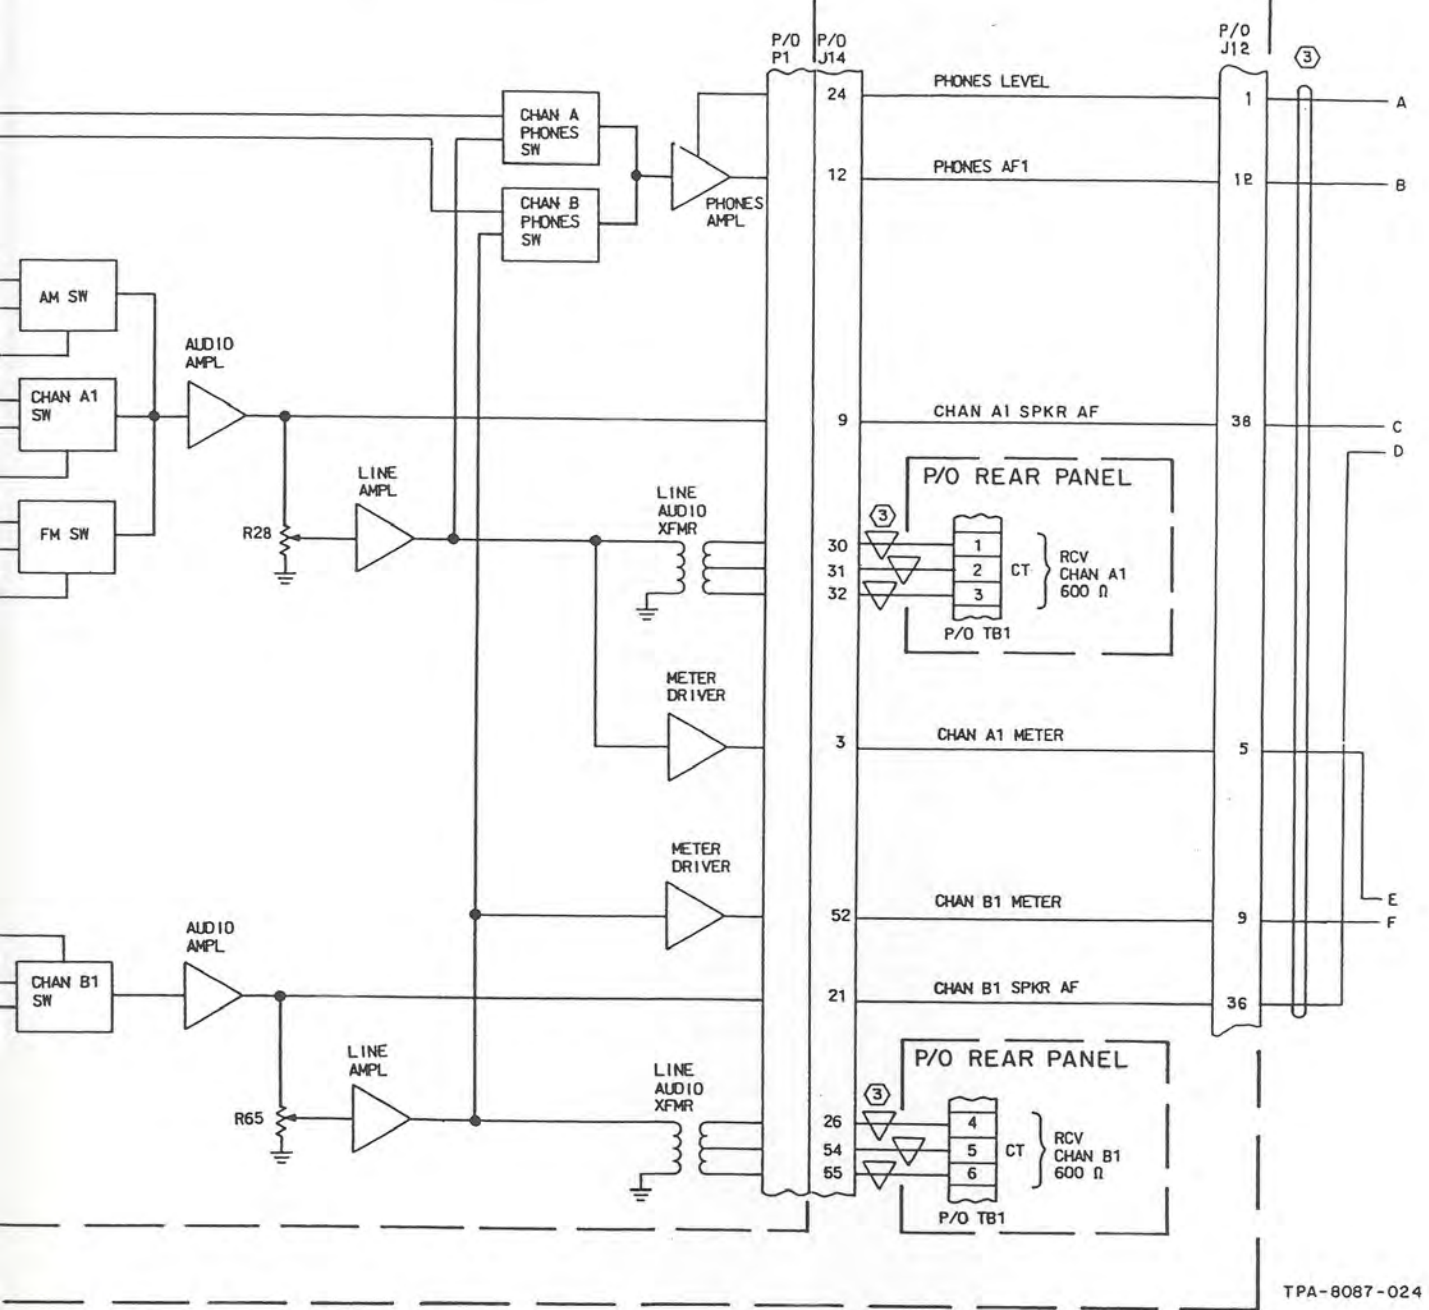 P/O
P1
P/O
J14
P/O
J12
3
24
PHONES LEVEL
1
A
CHAN A
PHONES
SW
12
PHONES AF1
12
B
CHAN B
PHONES
SW
PHONES
AMPL
AM SW
AUDIO
AMPL
CHAN A1
SW
9
CHAN A1 SPKR AF
38
C
D
LINE
AMPL
LINE
AUDIO
XFMR
P/O REAR PANEL
3
FM SW
R28
30
31
32
1
2
3
CT
RCV
CHAN A1
600 Ω
P/O TB1
METER
DRIVER
3
CHAN A1 METER
5
METER
DRIVER
52
CHAN B1 METER
9
E
F
AUDIO
AMPL
CHAN B1
SW
21
CHAN B1 SPKR AF
36
LINE
AMPL
LINE
AUDIO
XFMR
P/O REAR PANEL
3
R65
26
54
55
4
5
6
CT
RCV
CHAN B1
600 Ω
P/O TB1
TPA-8087-024